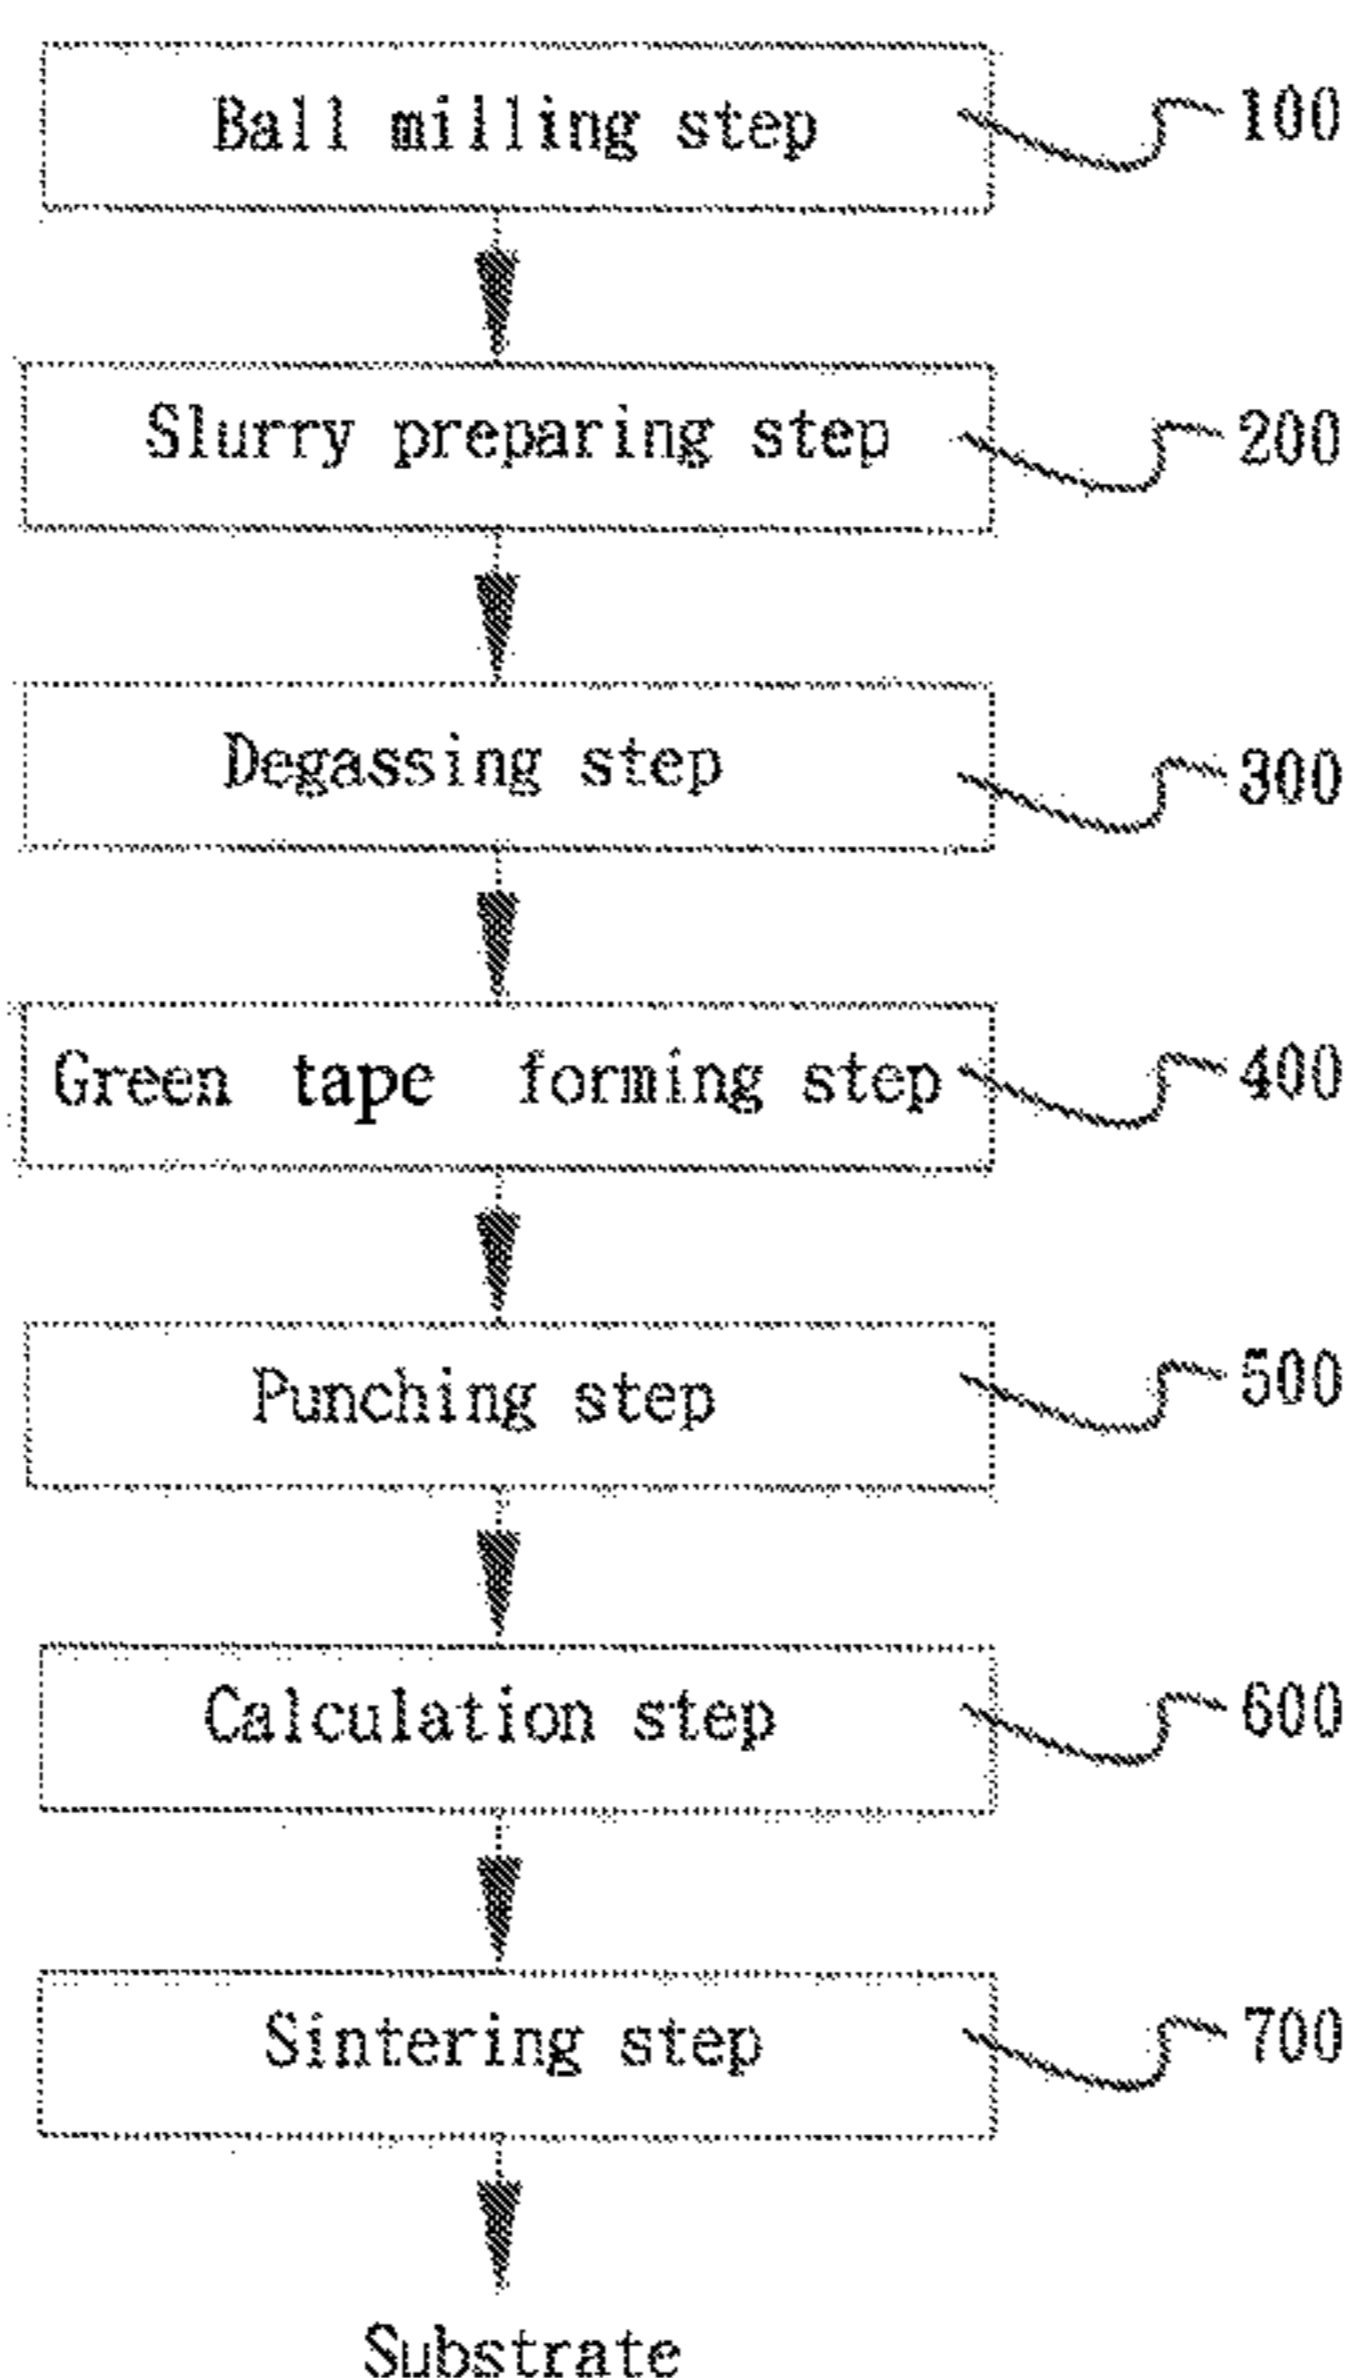 Ball milling step 100
Slurry preparing step 200
Degassing step 300
Green tape forming step 400
Punching step 500
Calculation step 600
Sintering step 700
Substrate